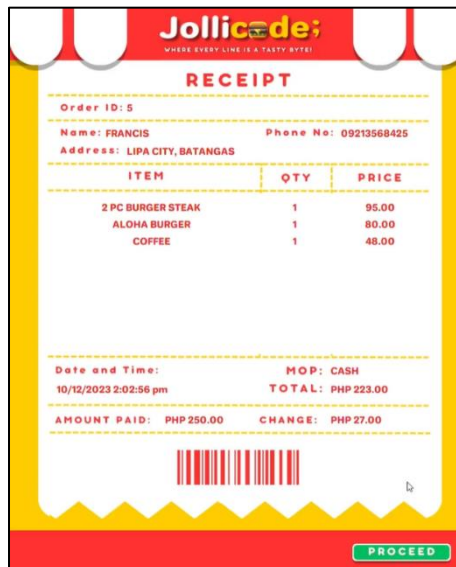 Jollicode;
WHERE EVERY LINE IS A TASTY BYTE!
RECEIPT
Order ID: 5
Name: FRANCIS Phone No: 09213568425
Address: LIPA CITY, BATANGAS
ITEM QTY PRICE
2 PC BURGER STEAK 1 95.00
ALOHA BURGER 1 80.00
COFFEE 1 48.00
Date and Time: MOP: CASH
10/12/2023 2:02:56 pm TOTAL: PHP 223.00
AMOUNT PAID: PHP 250.00 CHANGE: PHP 27.00
PROCEED